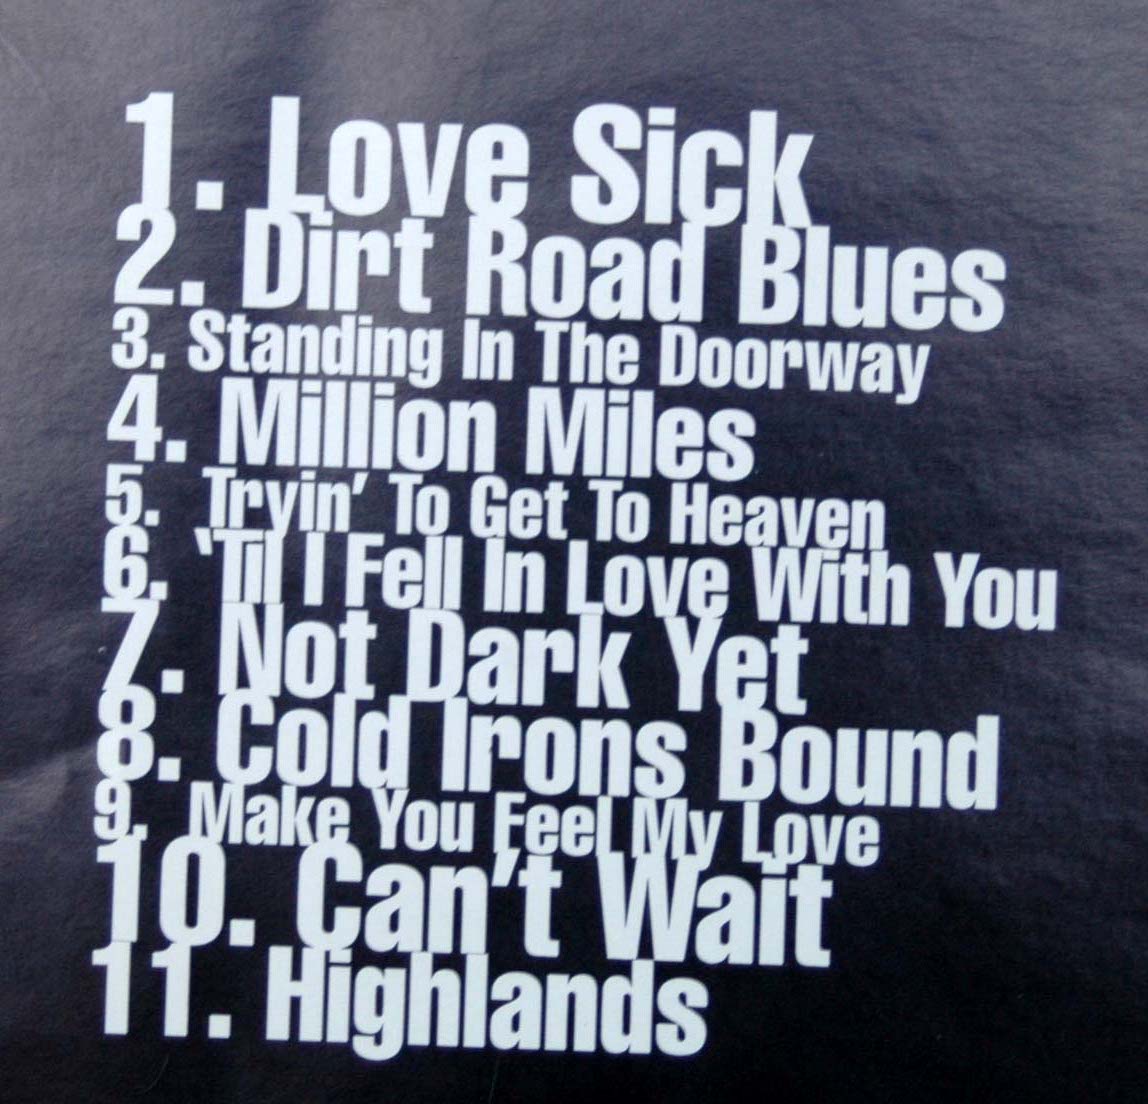 1. Love Sick
2. Dirt Road Blues
3. Standing In The Doorway
4. Million Miles
5. Tryin' To Get To Heaven
6. 'Til I Fell In Love With You
7. Not Dark Yet
8. Cold Irons Bound
9. Make You Feel My Love
10. Can't Wait
11. Highlands